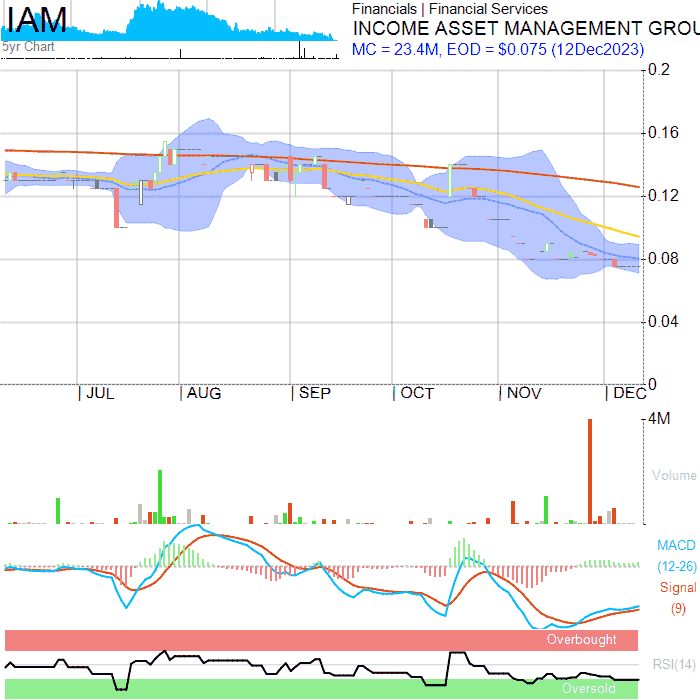 IAM
5yr Chart
Financials | Financial Services
INCOME ASSET MANAGEMENT GROU
MC = 23.4M, EOD = $0.075 (12Dec2023)
0.2
0.16
0.12
0.08
0.04
0
| JUL | AUG | SEP | OCT | NOV | DEC
4M
Volume
MACD
(12-26)
Signal
(9)
Overbought
RSI(14)
Oversold